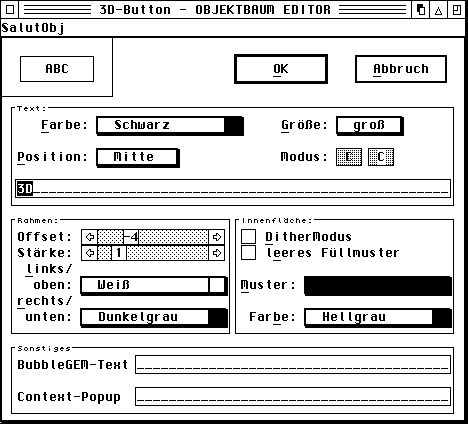 3D-Button - OBJEKTBAUM EDITOR
SalutObj
ABC
OK
Abbruch
Text:
Farbe: Schwarz Größe: groß
Position: Mitte Modus: E C
3D
Rahmen:
Offset: -4
Stärke: 1
links/
oben: Weiß
rechts/
unten: Dunkelgrau
Innenfläche:
DitherModus
leeres Füllmuster
Muster:
Farbe: Hellgrau
Sonstiges
BubbleGEM-Text
Context-Popup